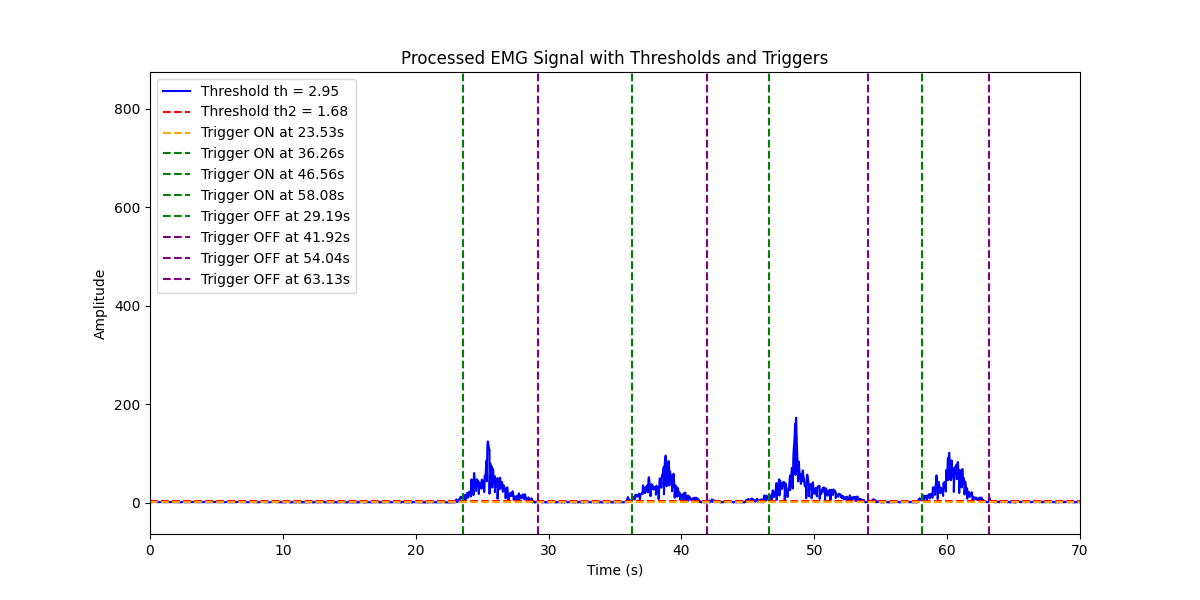 Processed EMG Signal with Thresholds and Triggers
Threshold th = 2.95
Threshold th2 = 1.68
Trigger ON at 23.53s
Trigger ON at 36.26s
Trigger ON at 46.56s
Trigger ON at 58.08s
Trigger OFF at 29.19s
Trigger OFF at 41.92s
Trigger OFF at 54.04s
Trigger OFF at 63.13s
800
600
400
200
0
Amplitude
0 10 20 30 40 50 60 70
Time (s)